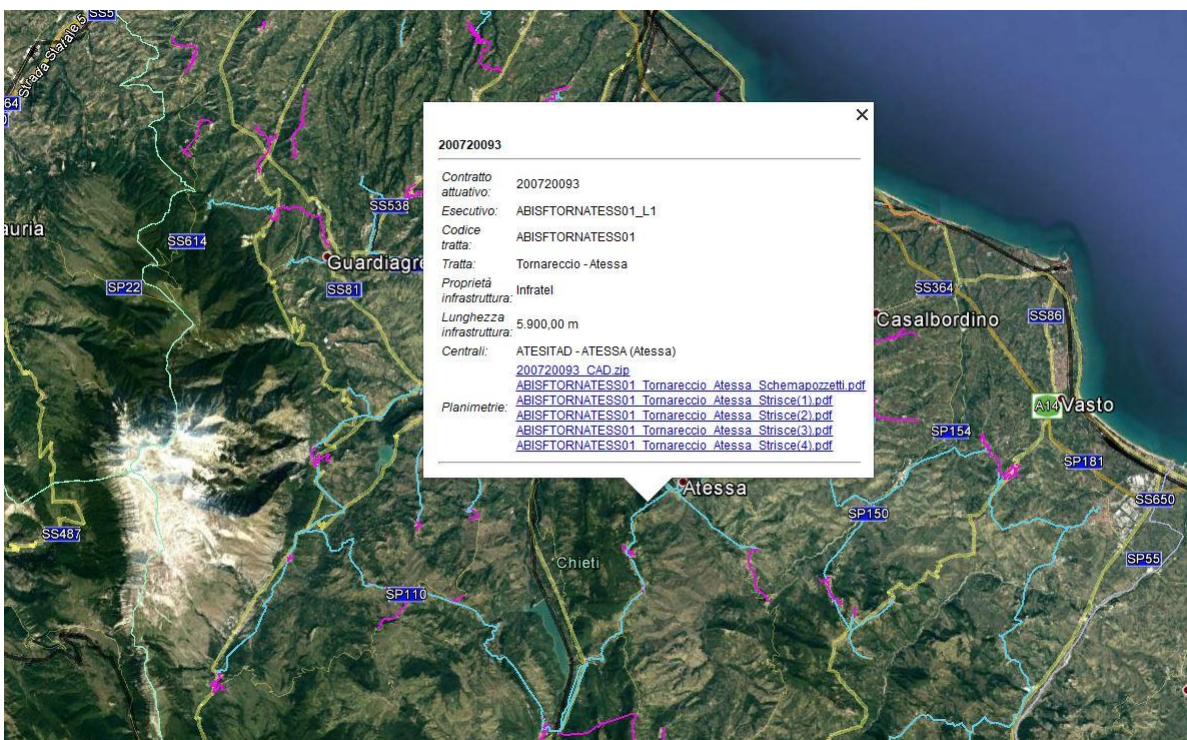 SS5
Strada Statale 5
64
auria
SS614
SP22
SS487
SS538
Guardiagre
SS81
SP110
200720093
Contratto
attuativo: 200720093
Esecutivo: ABISFTORNATESS01_L1
Codice
tratta: ABISFTORNATESS01
Tratta: Tornareccio - Atessa
Proprietà
infrastruttura: Infratel
Lunghezza
infrastruttura: 5.900,00 m
Centrali: ATESITAD - ATESSA (Atessa)
Planimetrie: 200720093_CAD.zip
ABISFTORNATESS01_Tornareccio_Atessa_Schemapozzetti.pdf
ABISFTORNATESS01_Tornareccio_Atessa_Strisce(1).pdf
ABISFTORNATESS01_Tornareccio_Atessa_Strisce(2).pdf
ABISFTORNATESS01_Tornareccio_Atessa_Strisce(3).pdf
ABISFTORNATESS01_Tornareccio_Atessa_Strisce(4).pdf
SS364
Casalbordino
SS86
A14 Vasto
SP154
SP181
Atessa
SS650
SP150
Chieti
SP55